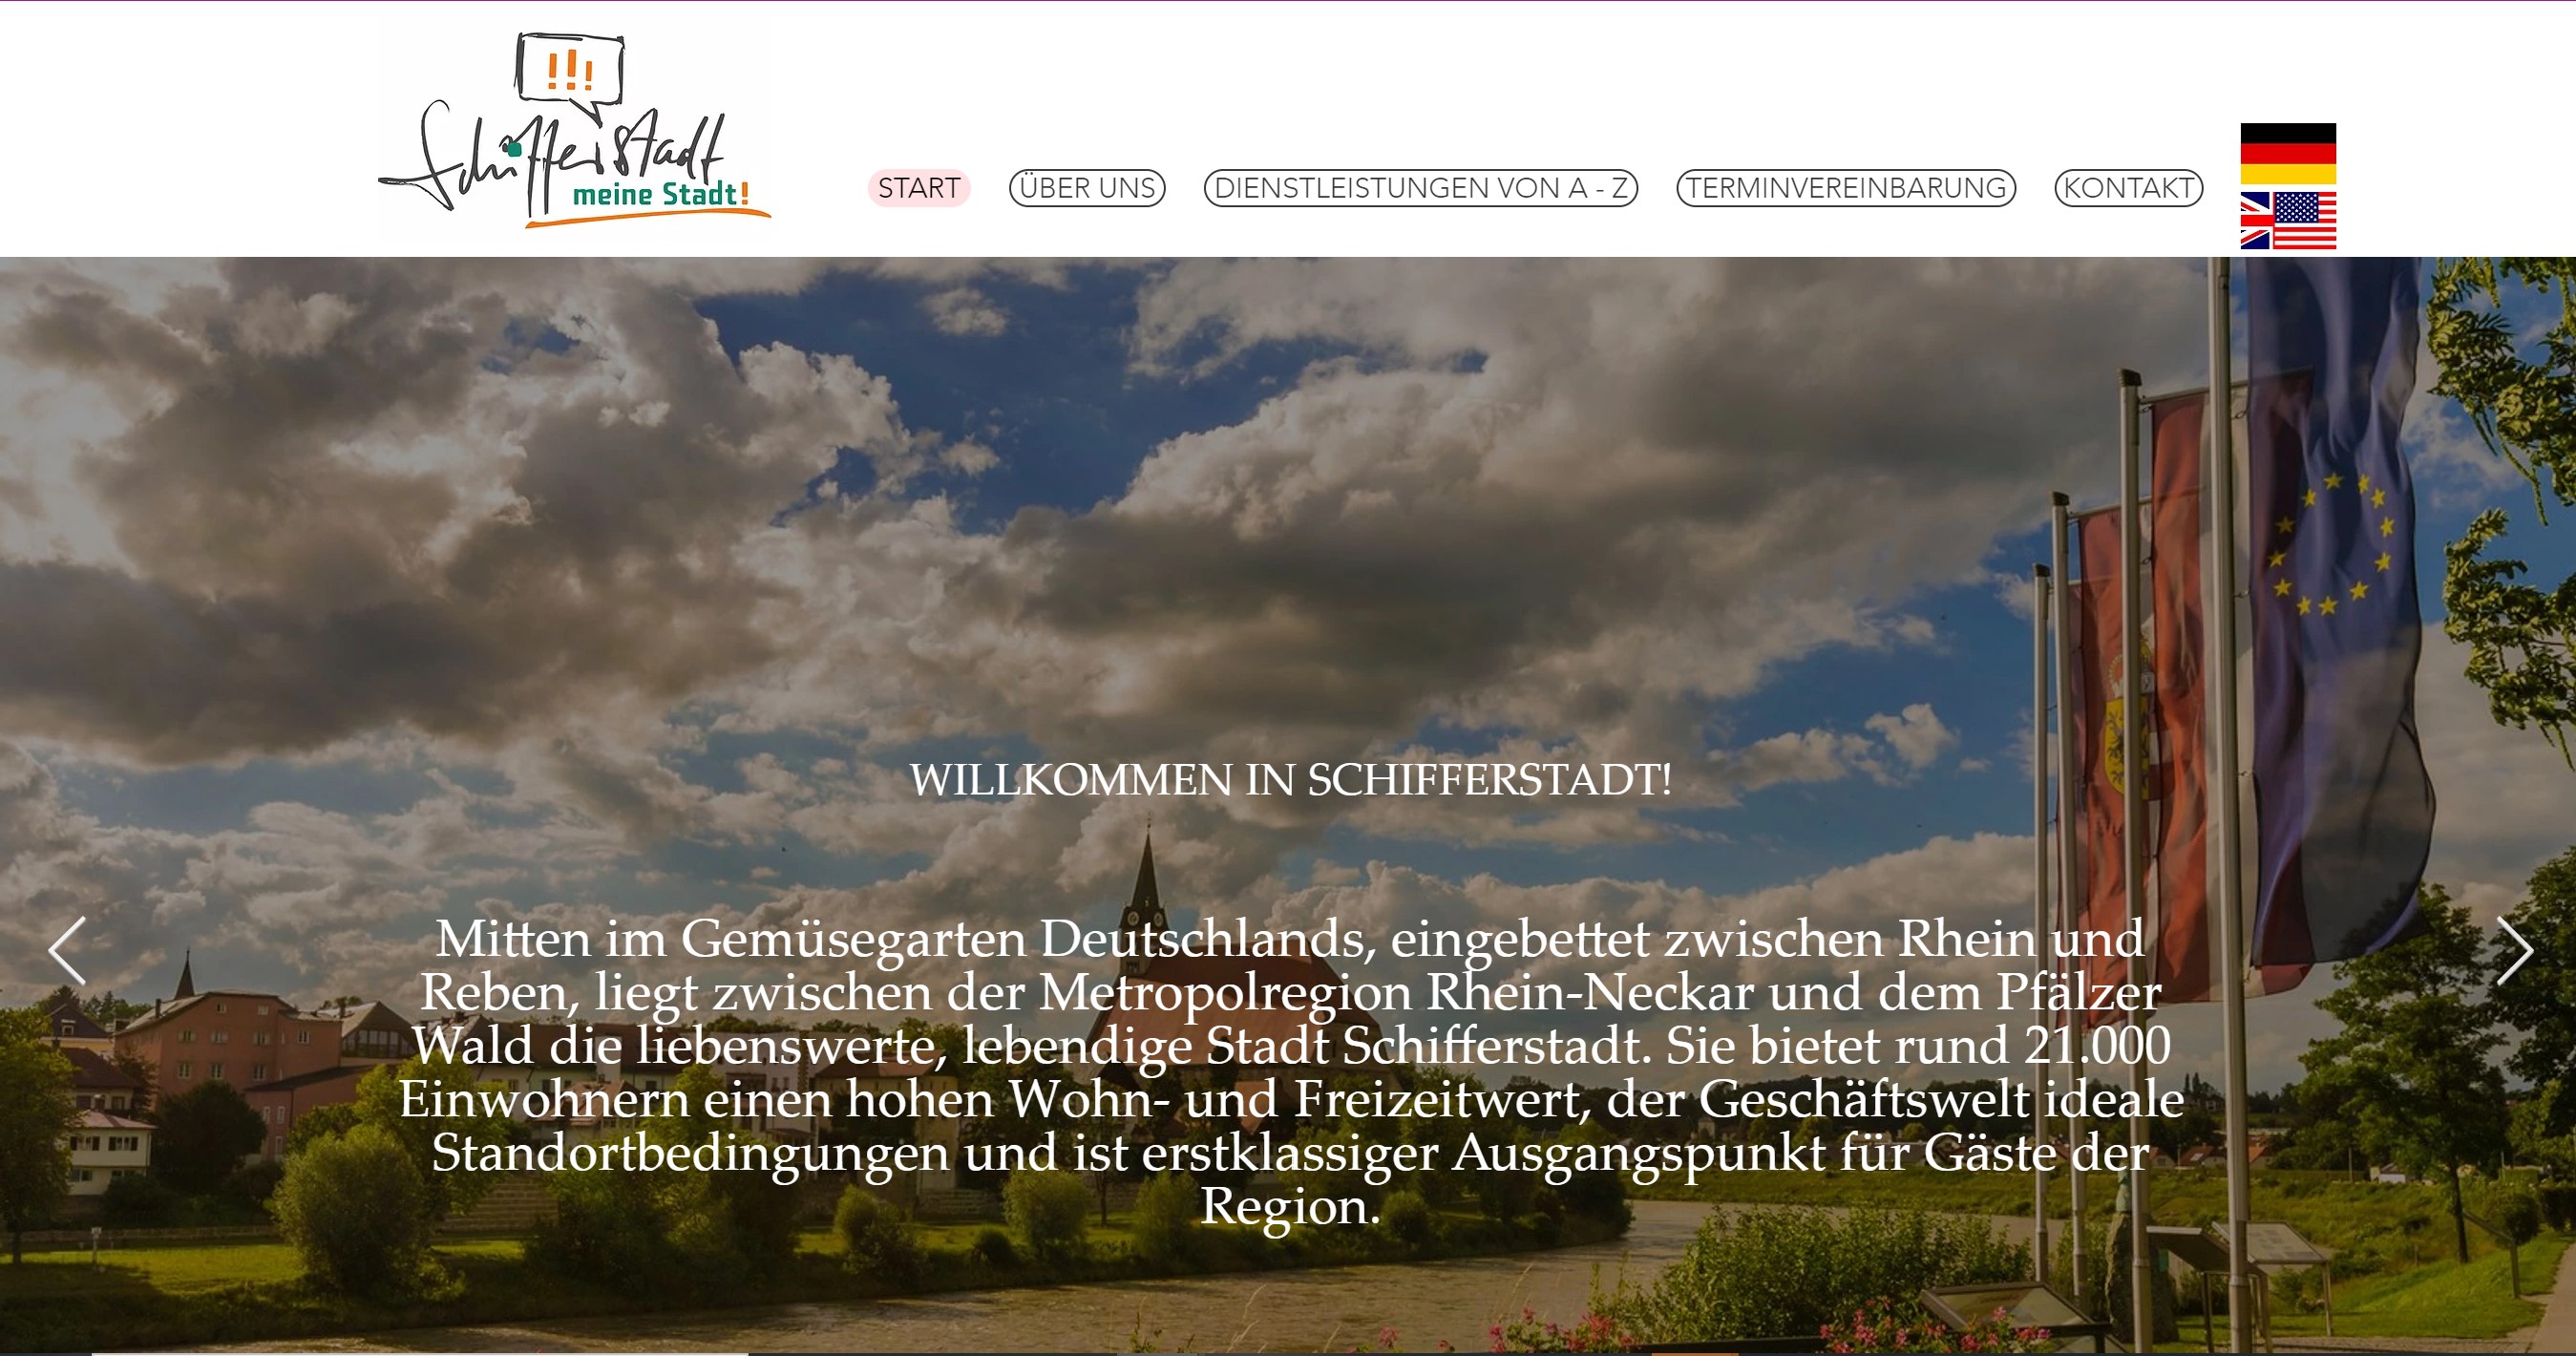 !!!
Schifferstadt
meine Stadt!
START
ÜBER UNS
DIENSTLEISTUNGEN VON A - Z
TERMINVEREINBARUNG
KONTAKT
WILLKOMMEN IN SCHIFFERSTADT!
Mitten im Gemüsegarten Deutschlands, eingebettet zwischen Rhein und
Reben, liegt zwischen der Metropolregion Rhein-Neckar und dem Pfälzer
Wald die liebenswerte, lebendige Stadt Schifferstadt. Sie bietet rund 21.000
Einwohnern einen hohen Wohn- und Freizeitwert, der Geschäftswelt ideale
Standortbedingungen und ist erstklassiger Ausgangspunkt für Gäste der
Region.